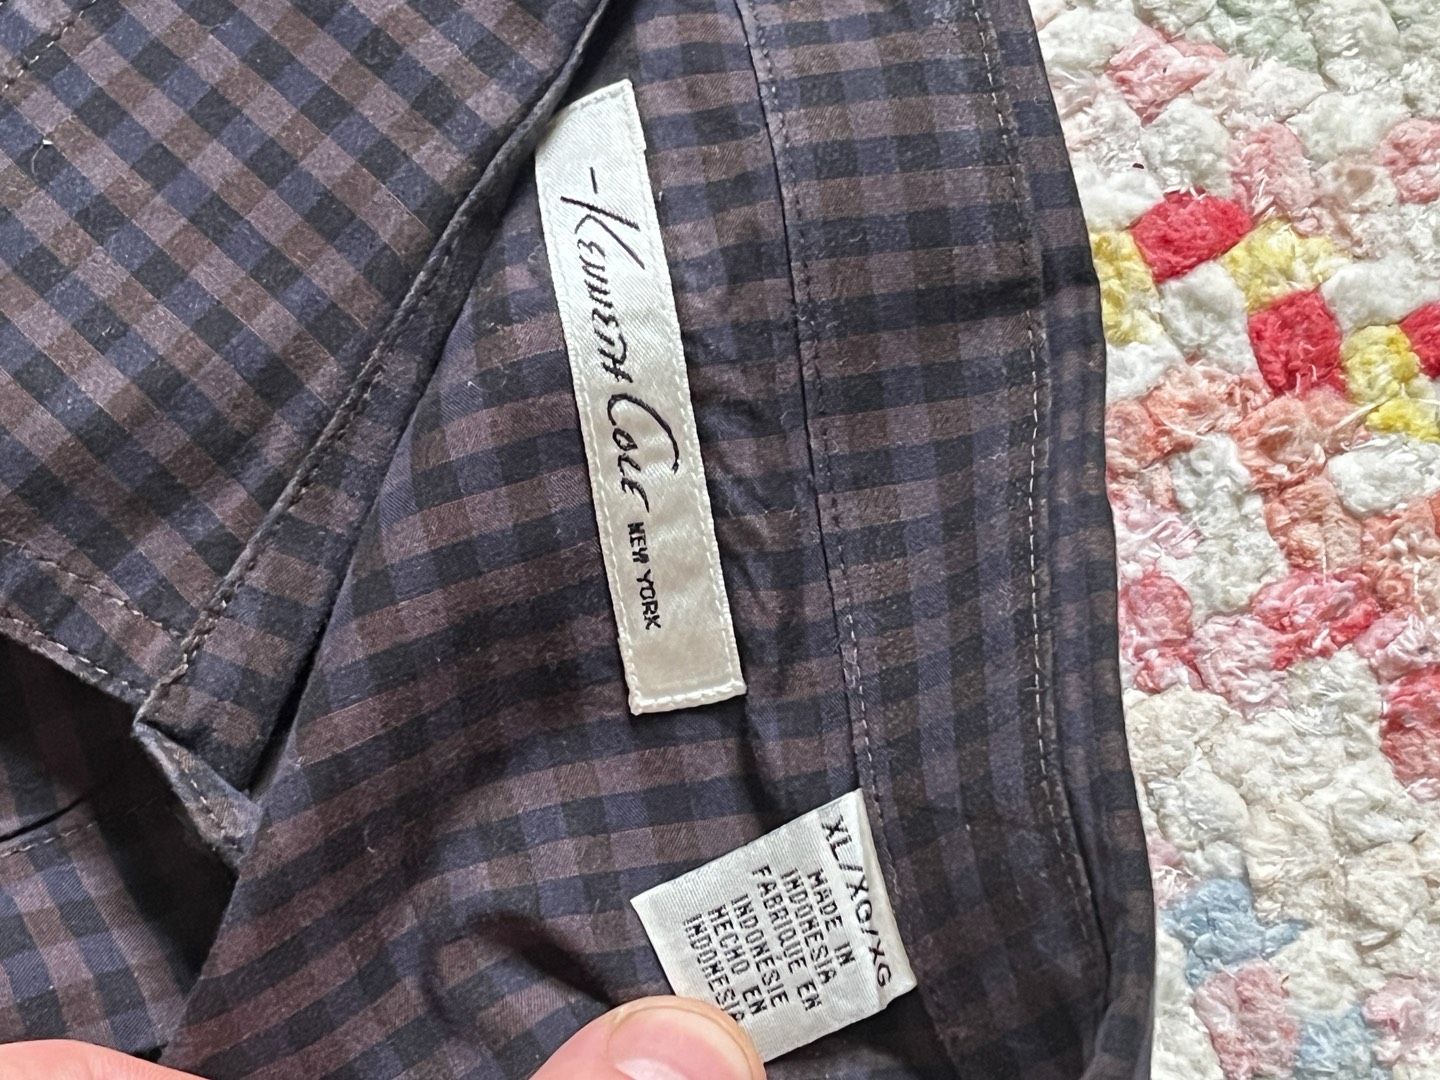 -Kenneth Cole NEW YORK
XL/XG/XG
MADE IN
INDONESIA
FABRIQUE EN
INDONÉSIE
HECHO EN
INDONESIA